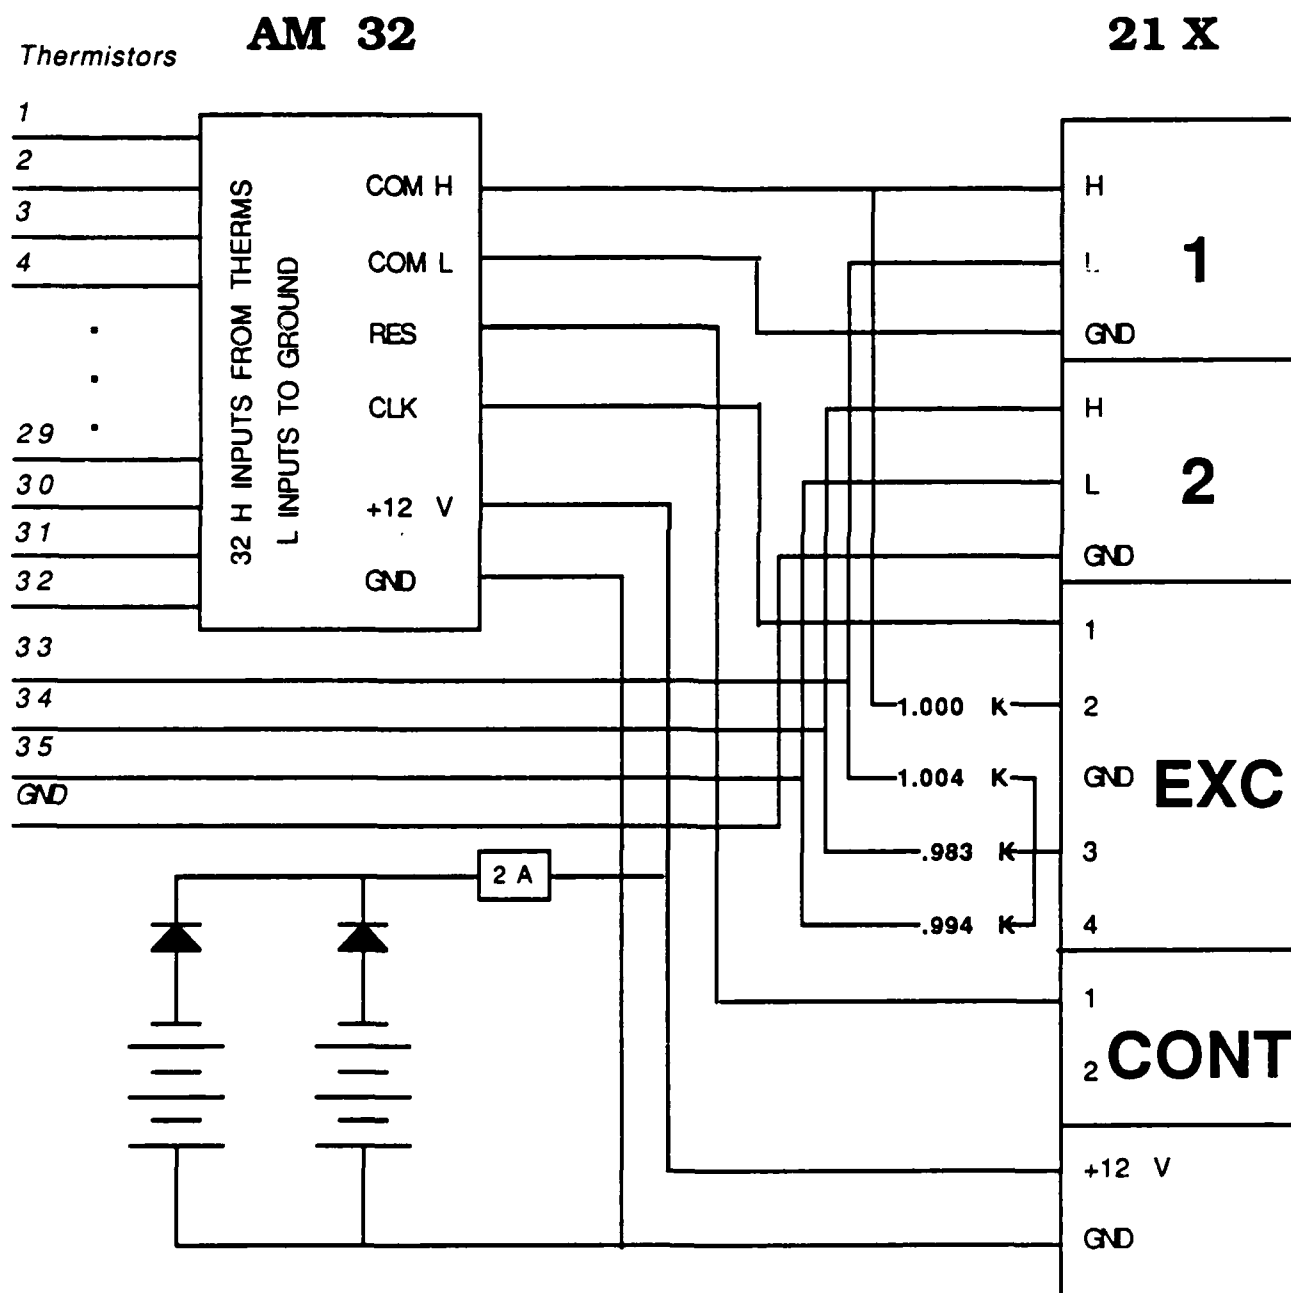 AM 32
21 X
Thermistors
1
2
3
4
29
30
31
32
33
34
35
GND
32 H INPUTS FROM THERMS
L INPUTS TO GROUND
COM H
COM L
RES
CLK
+12 V
GND
2 A
1.000 K
1.004 K
.983 K
.994 K
H
L
GND
1
H
L
GND
2
1
2
GND
3
4
EXC
1
2
CONT
+12 V
GND